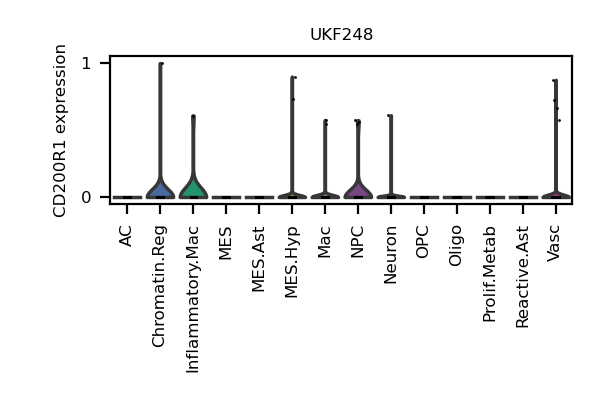 UKF248
CD200R1 expression
1
0
AC
Chromatin.Reg
Inflammatory.Mac
MES
MES.Ast
MES.Hyp
Mac
NPC
Neuron
OPC
Oligo
Prolif.Metab
Reactive.Ast
Vasc